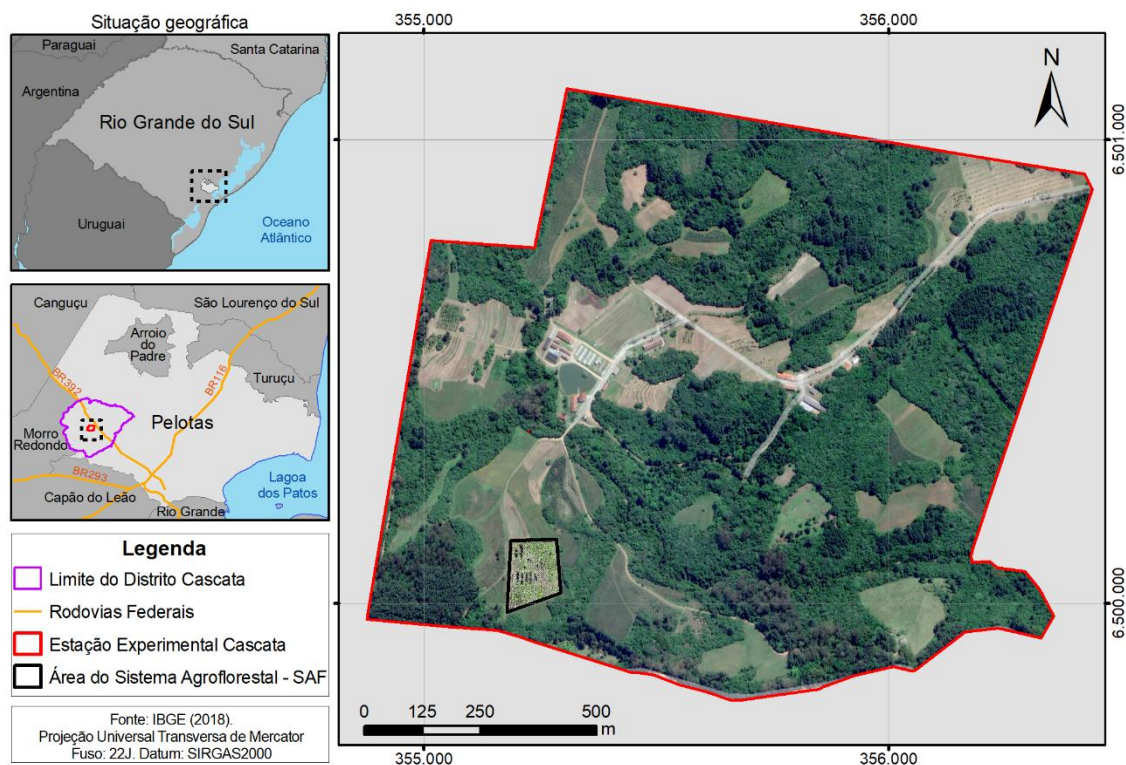 Situação geográfica
Paraguai
Santa Catarina
Argentina
Rio Grande do Sul
Uruguai
Oceano
Atlântico
Canguçu
São Lourenço do Sul
Arroio
do
Padre
BR392
BR116
Turuçu
Pelotas
Morro
Redondo
BR293
Capão do Leão
Lagoa
dos Patos
Rio Grande
Legenda
Limite do Distrito Cascata
Rodovias Federais
Estação Experimental Cascata
Área do Sistema Agroflorestal - SAF
Fonte: IBGE (2018).
Projeção Universal Transversa de Mercator
Fuso: 22J. Datum: SIRGAS2000
355.000
356.000
N
6.501.000
6.500.000
0 125 250 500
m
355.000
356.000